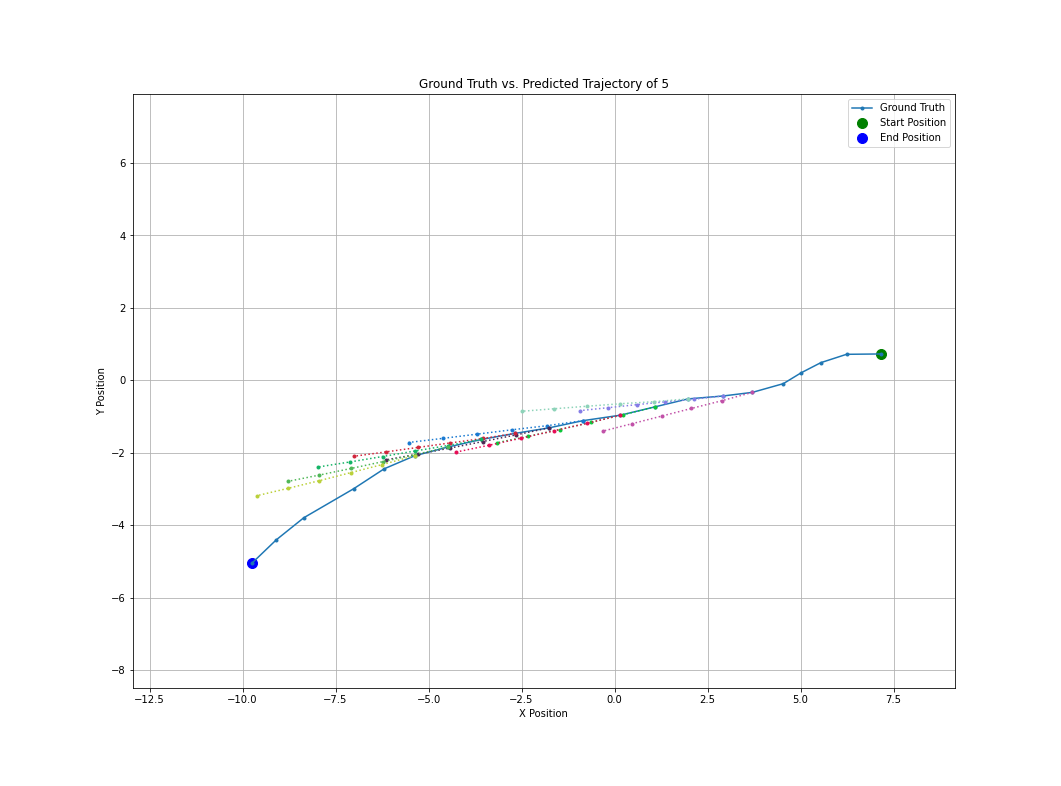 Ground Truth vs. Predicted Trajectory of 5
Ground Truth
Start Position
End Position
6
4
2
0
−2
−4
−6
−8
Y Position
−12.5 −10.0 −7.5 −5.0 −2.5 0.0 2.5 5.0 7.5
X Position